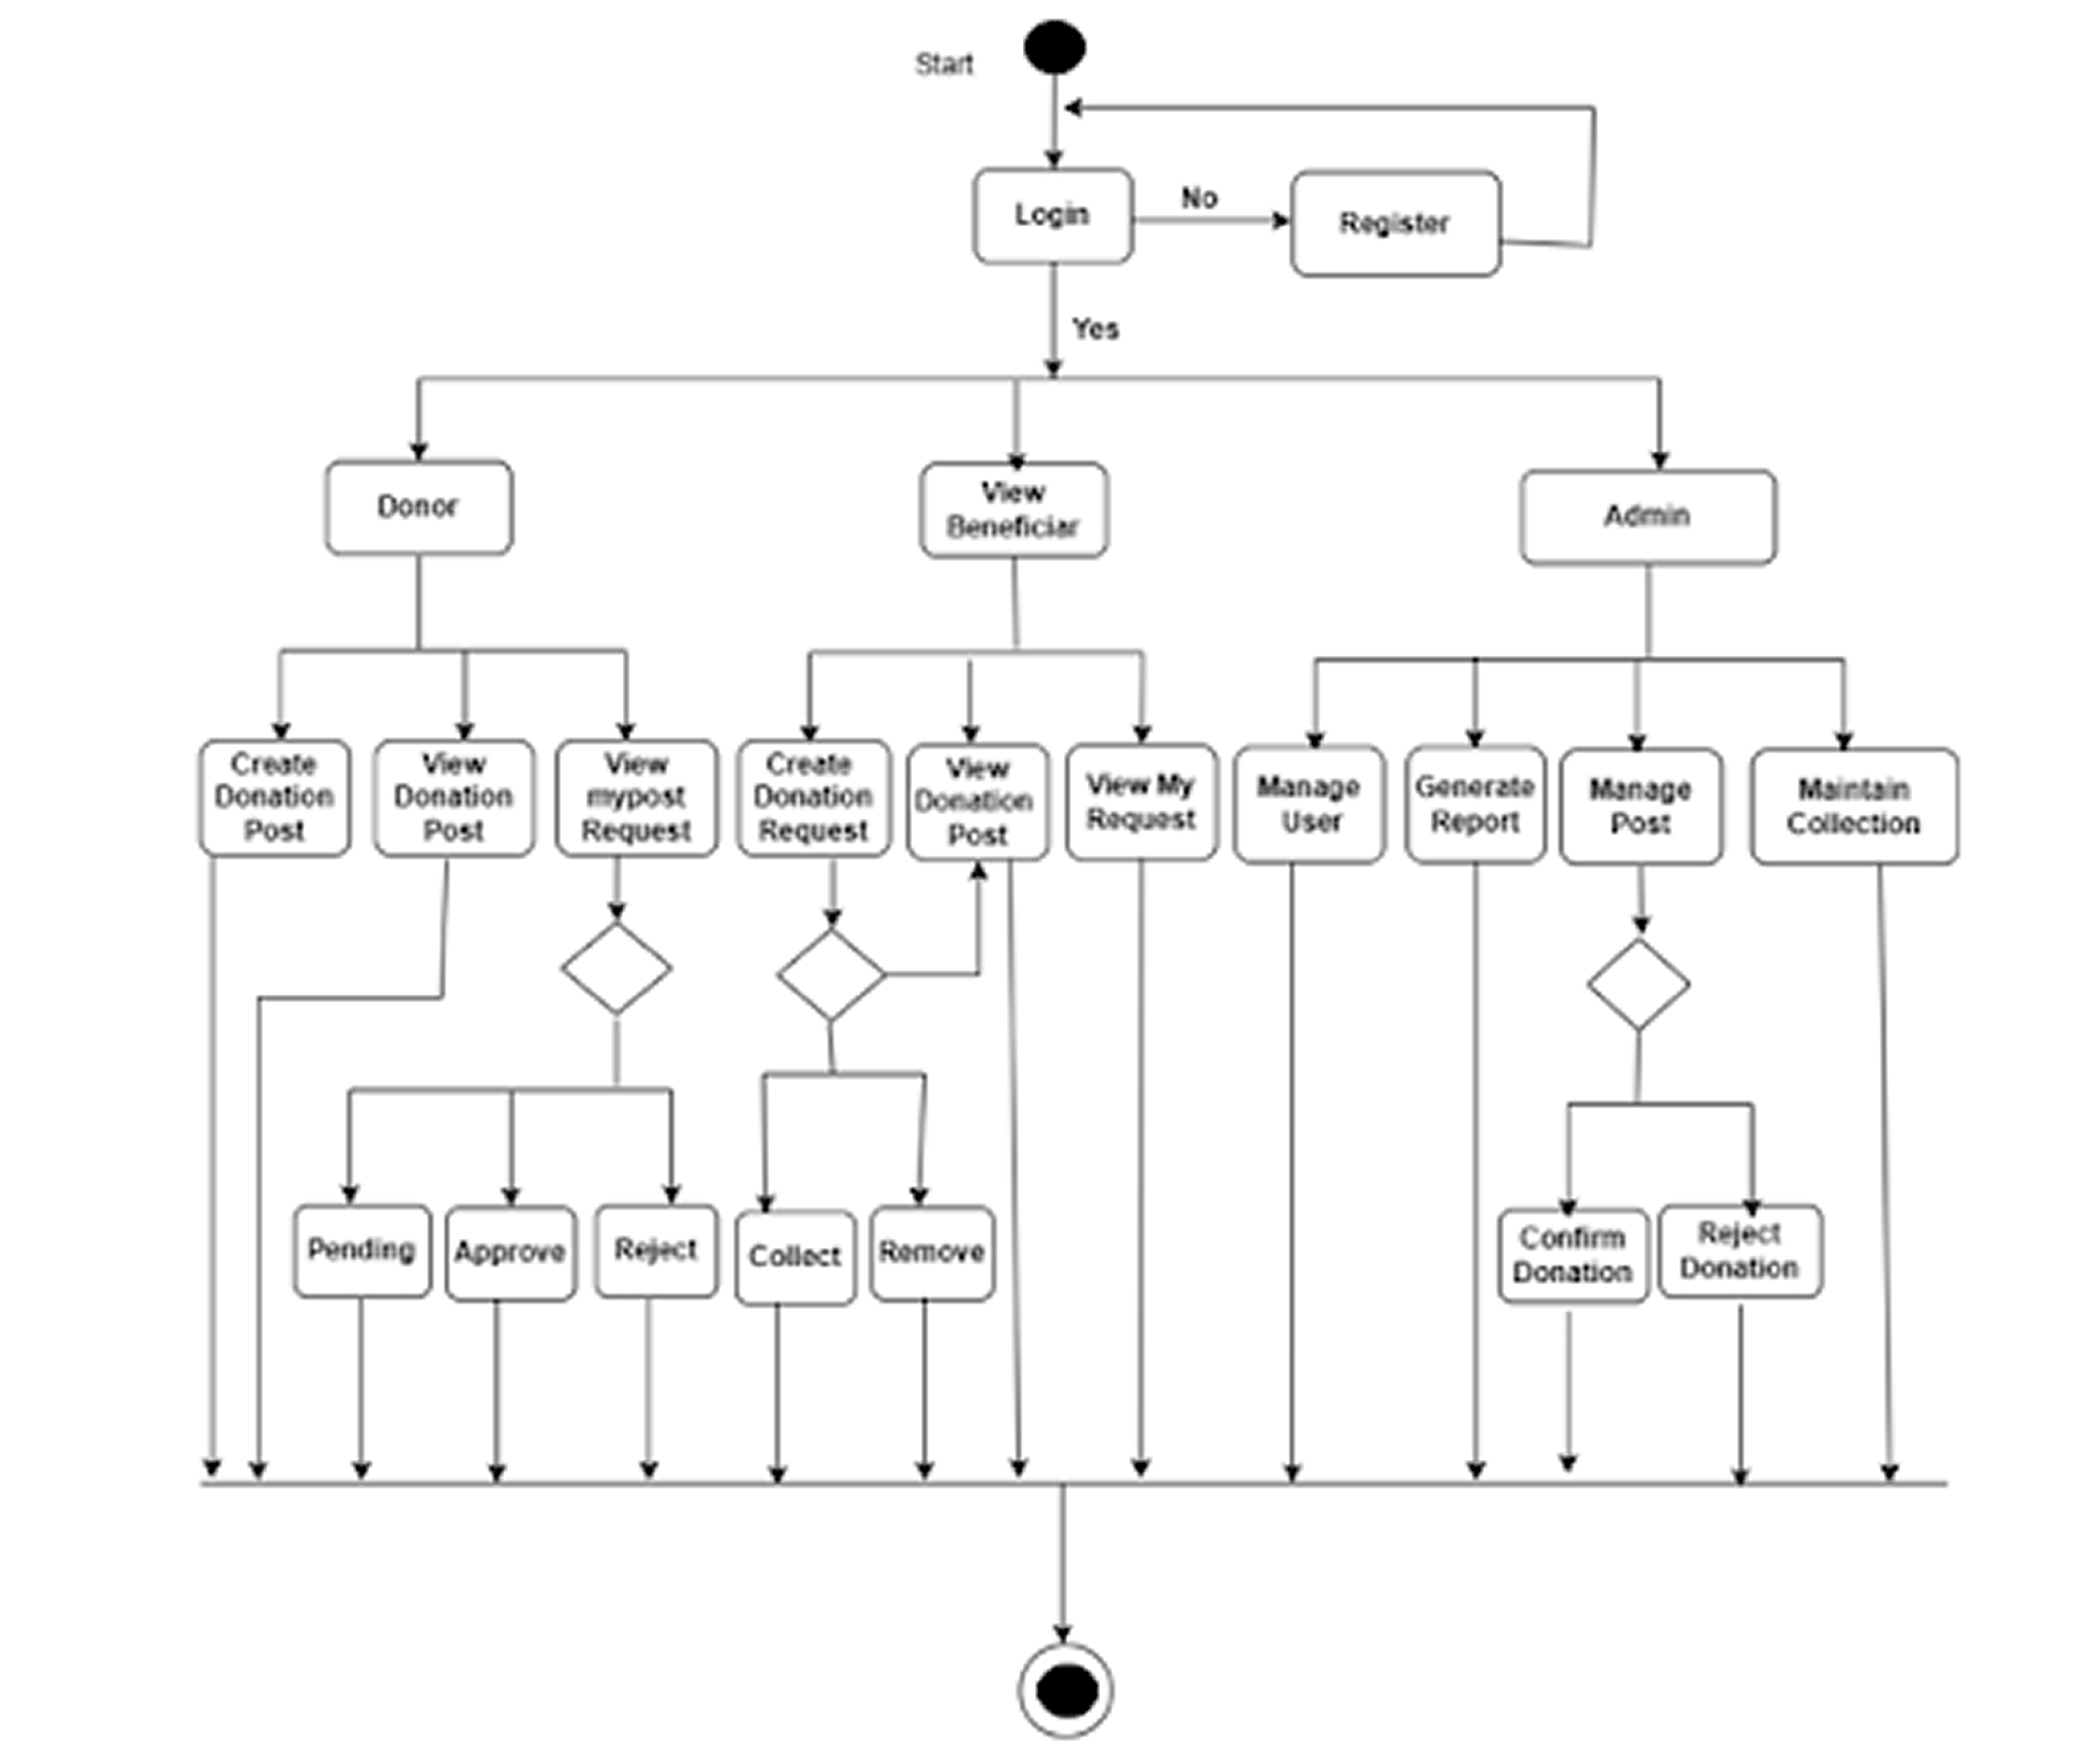 Start
Login
No
Register
Yes
Donor
View
Beneficiar
Admin
Create
Donation
Post
View
Donation
Post
View
mypost
Request
Create
Donation
Request
View
Donation
Post
View My
Request
Manage
User
Generate
Report
Manage
Post
Maintain
Collection
Pending
Approve
Reject
Collect
Remove
Confirm
Donation
Reject
Donation